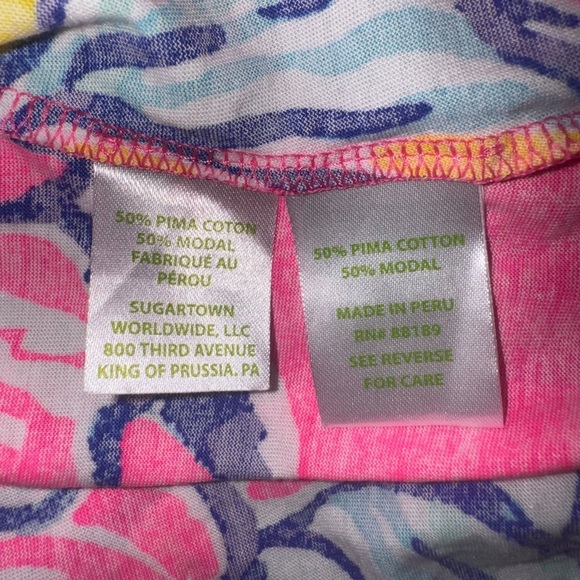 50% PIMA COTON
50% MODAL
FABRIQUÉ AU
PÉROU
SUGARTOWN
WORLDWIDE, LLC
800 THIRD AVENUE
KING OF PRUSSIA. PA
50% PIMA COTTON
50% MODAL
MADE IN PERU
RN# 88189
SEE REVERSE
FOR CARE